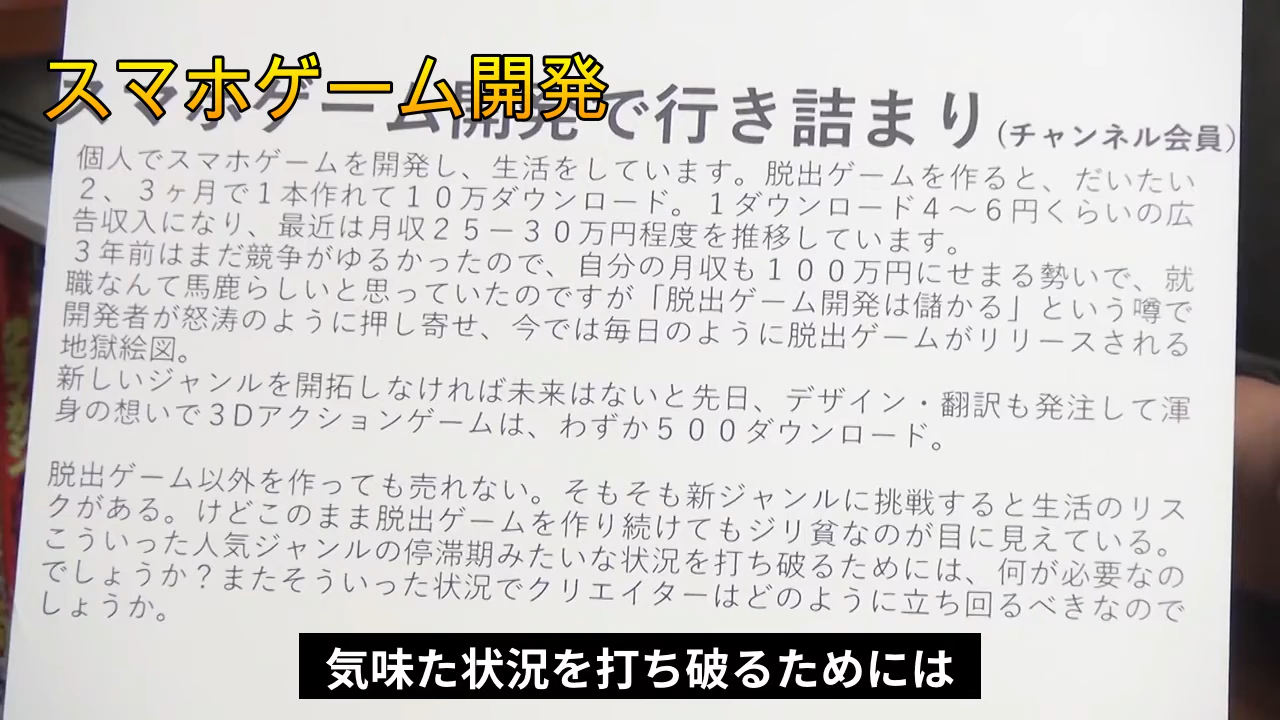 スマホゲーム開発
スマホゲーム開発で行き詰まり(チャンネル会員)
個人でスマホゲームを開発し、生活をしています。脱出ゲームを作ると、だいたい
２、３ヶ月で１本作れて１０万ダウンロード。１ダウンロード４～６円くらいの広
告収入になり、最近は月収２５－３０万円程度を推移しています。
３年前はまだ競争がゆるかったので、自分の月収も１００万円にせまる勢いで、就
職なんて馬鹿らしいと思っていたのですが「脱出ゲーム開発は儲かる」という噂で
開発者が怒涛のように押し寄せ、今では毎日のように脱出ゲームがリリースされる
地獄絵図。
新しいジャンルを開拓しなければ未来はないと先日、デザイン・翻訳も発注して渾
身の想いで３Dアクションゲームは、わずか５００ダウンロード。
脱出ゲーム以外を作っても売れない。そもそも新ジャンルに挑戦すると生活のリス
クがある。けどこのまま脱出ゲームを作り続けてもジリ貧なのが目に見えている。
こういった人気ジャンルの停滞期みたいな状況を打ち破るためには、何が必要なの
でしょうか？またそういった状況でクリエイターはどのように立ち回るべきなので
しょうか。
気味た状況を打ち破るためには